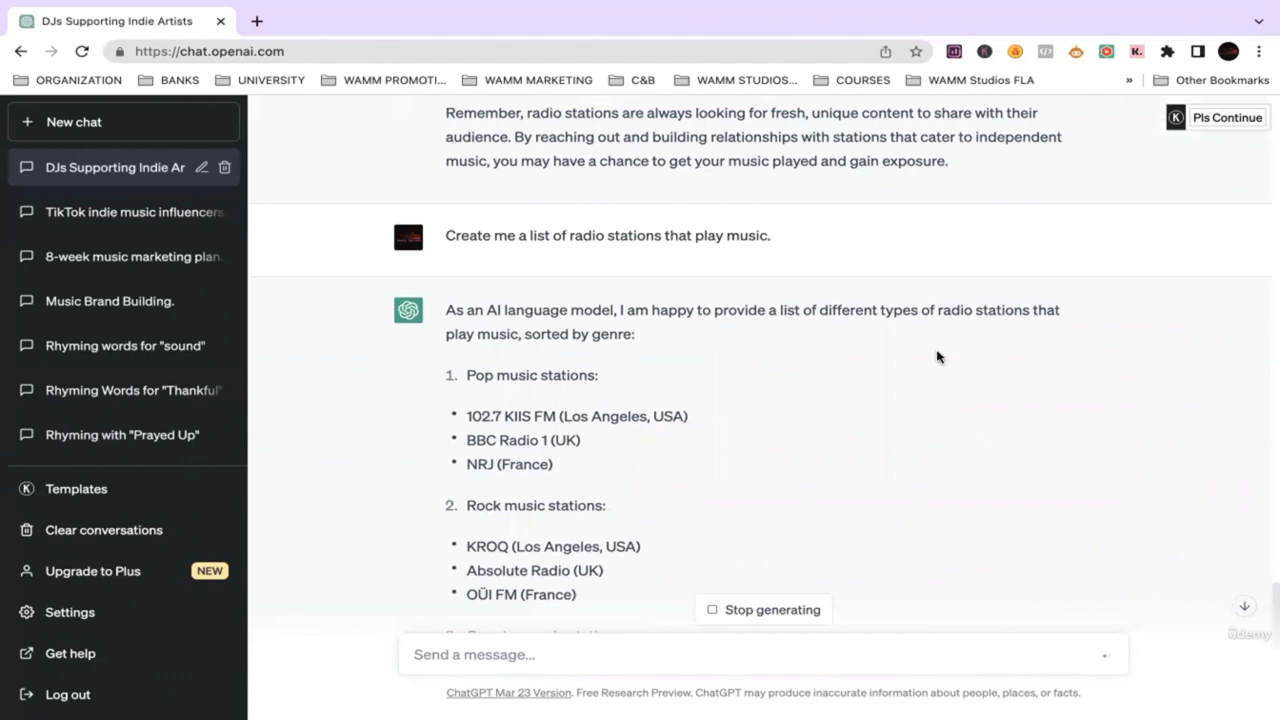 DJs Supporting Indie Artists
https://chat.openai.com
K.
ORGANIZATION BANKS UNIVERSITY WAMM PROMOTI... WAMM MARKETING C&B WAMM STUDIOS... COURSES WAMM Studios FLA » Other Bookmarks
New chat
DJs Supporting Indie Ar
TikTok indie music influencers
8-week music marketing plan.
Music Brand Building.
Rhyming words for "sound"
Rhyming Words for "Thankful"
Rhyming with "Prayed Up"
K Templates
Clear conversations
Upgrade to Plus NEW
Settings
Get help
Log out
Remember, radio stations are always looking for fresh, unique content to share with their
audience. By reaching out and building relationships with stations that cater to independent
music, you may have a chance to get your music played and gain exposure.
K Pls Continue
Create me a list of radio stations that play music.
As an AI language model, I am happy to provide a list of different types of radio stations that
play music, sorted by genre:
1. Pop music stations:
• 102.7 KIIS FM (Los Angeles, USA)
• BBC Radio 1 (UK)
• NRJ (France)
2. Rock music stations:
• KROQ (Los Angeles, USA)
• Absolute Radio (UK)
• OÜI FM (France)
Stop generating
Send a message...
ChatGPT Mar 23 Version. Free Research Preview. ChatGPT may produce inaccurate information about people, places, or facts.
ûdemy